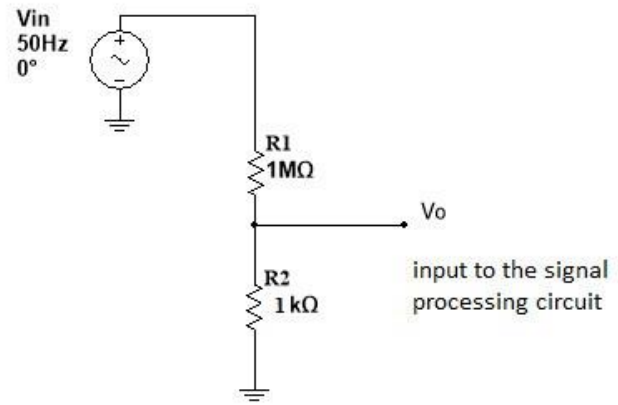 Vin
50Hz
0°
R1
1MΩ
Vo
R2
1 kΩ
input to the signal
processing circuit